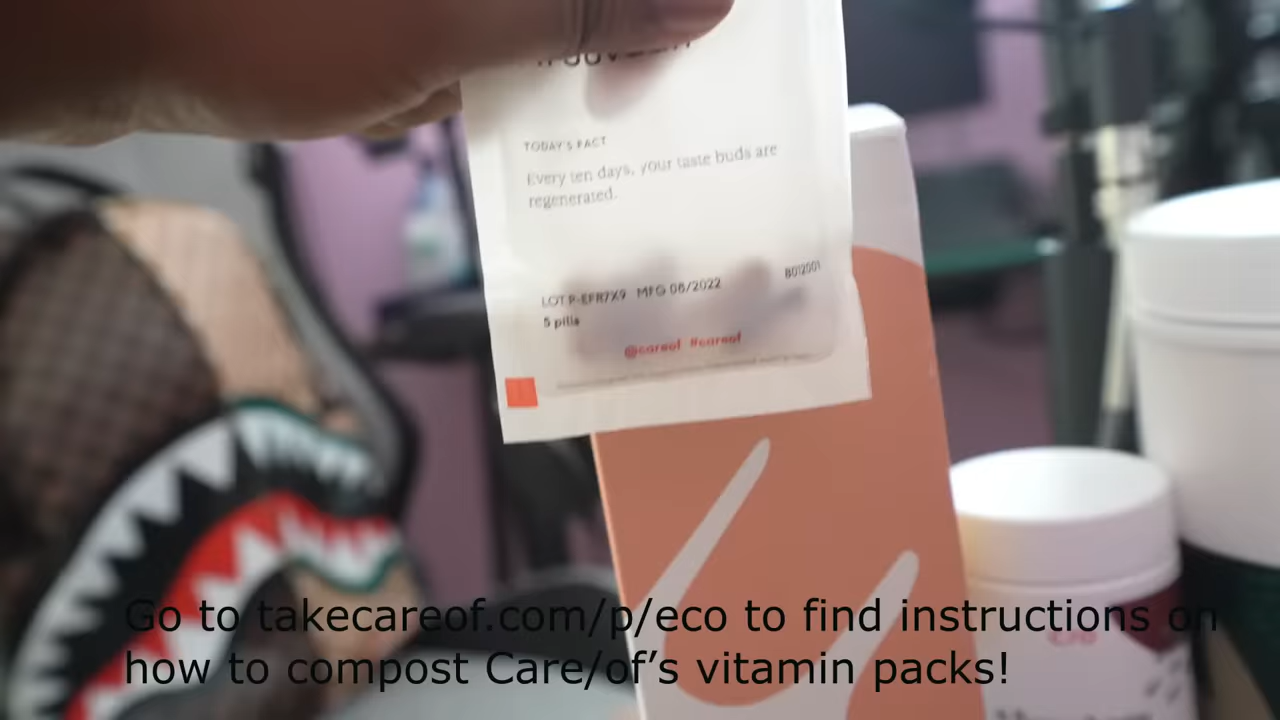 TODAY'S FACT
Every ten days, your taste buds are
regenerated.
LOT P-EFR7X9 MFG 08/2022 B012001
5 pills
@careof #careof
Go to takecareof.com/p/eco to find instructions on
how to compost Care/of’s vitamin packs!